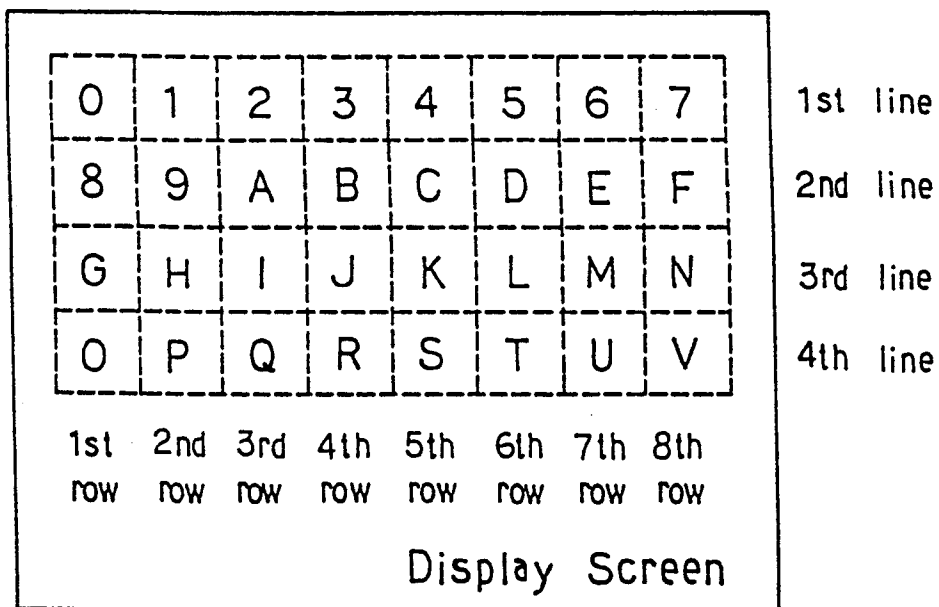 0 1 2 3 4 5 6 7 1st line
8 9 A B C D E F 2nd line
G H I J K L M N 3rd line
O P Q R S T U V 4th line
1st 2nd 3rd 4th 5th 6th 7th 8th
row row row row row row row row
Display Screen